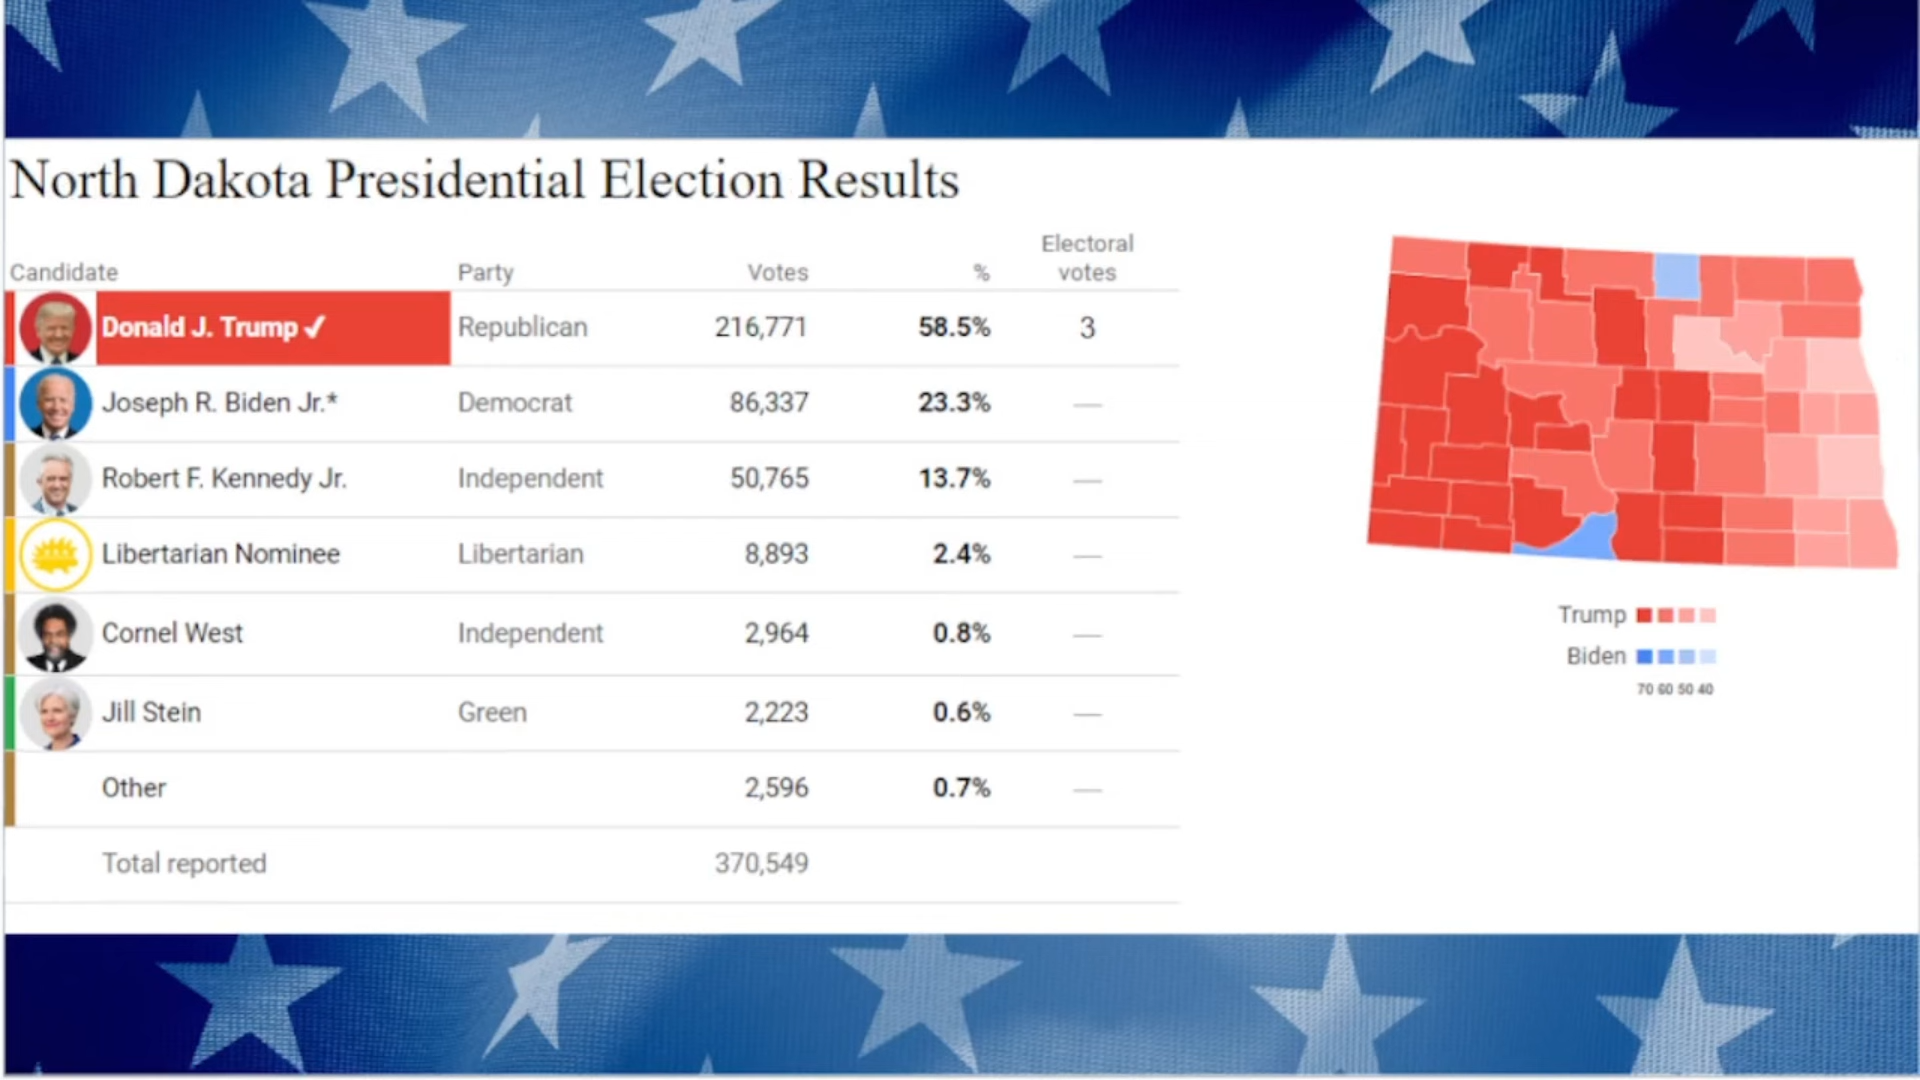 North Dakota Presidential Election Results
Candidate Party Votes % Electoral votes
Donald J. Trump ✓ Republican 216,771 58.5% 3
Joseph R. Biden Jr.* Democrat 86,337 23.3% —
Robert F. Kennedy Jr. Independent 50,765 13.7% —
Libertarian Nominee Libertarian 8,893 2.4% —
Cornel West Independent 2,964 0.8% —
Jill Stein Green 2,223 0.6% —
Other 2,596 0.7% —
Total reported 370,549
Trump
Biden
70 60 50 40